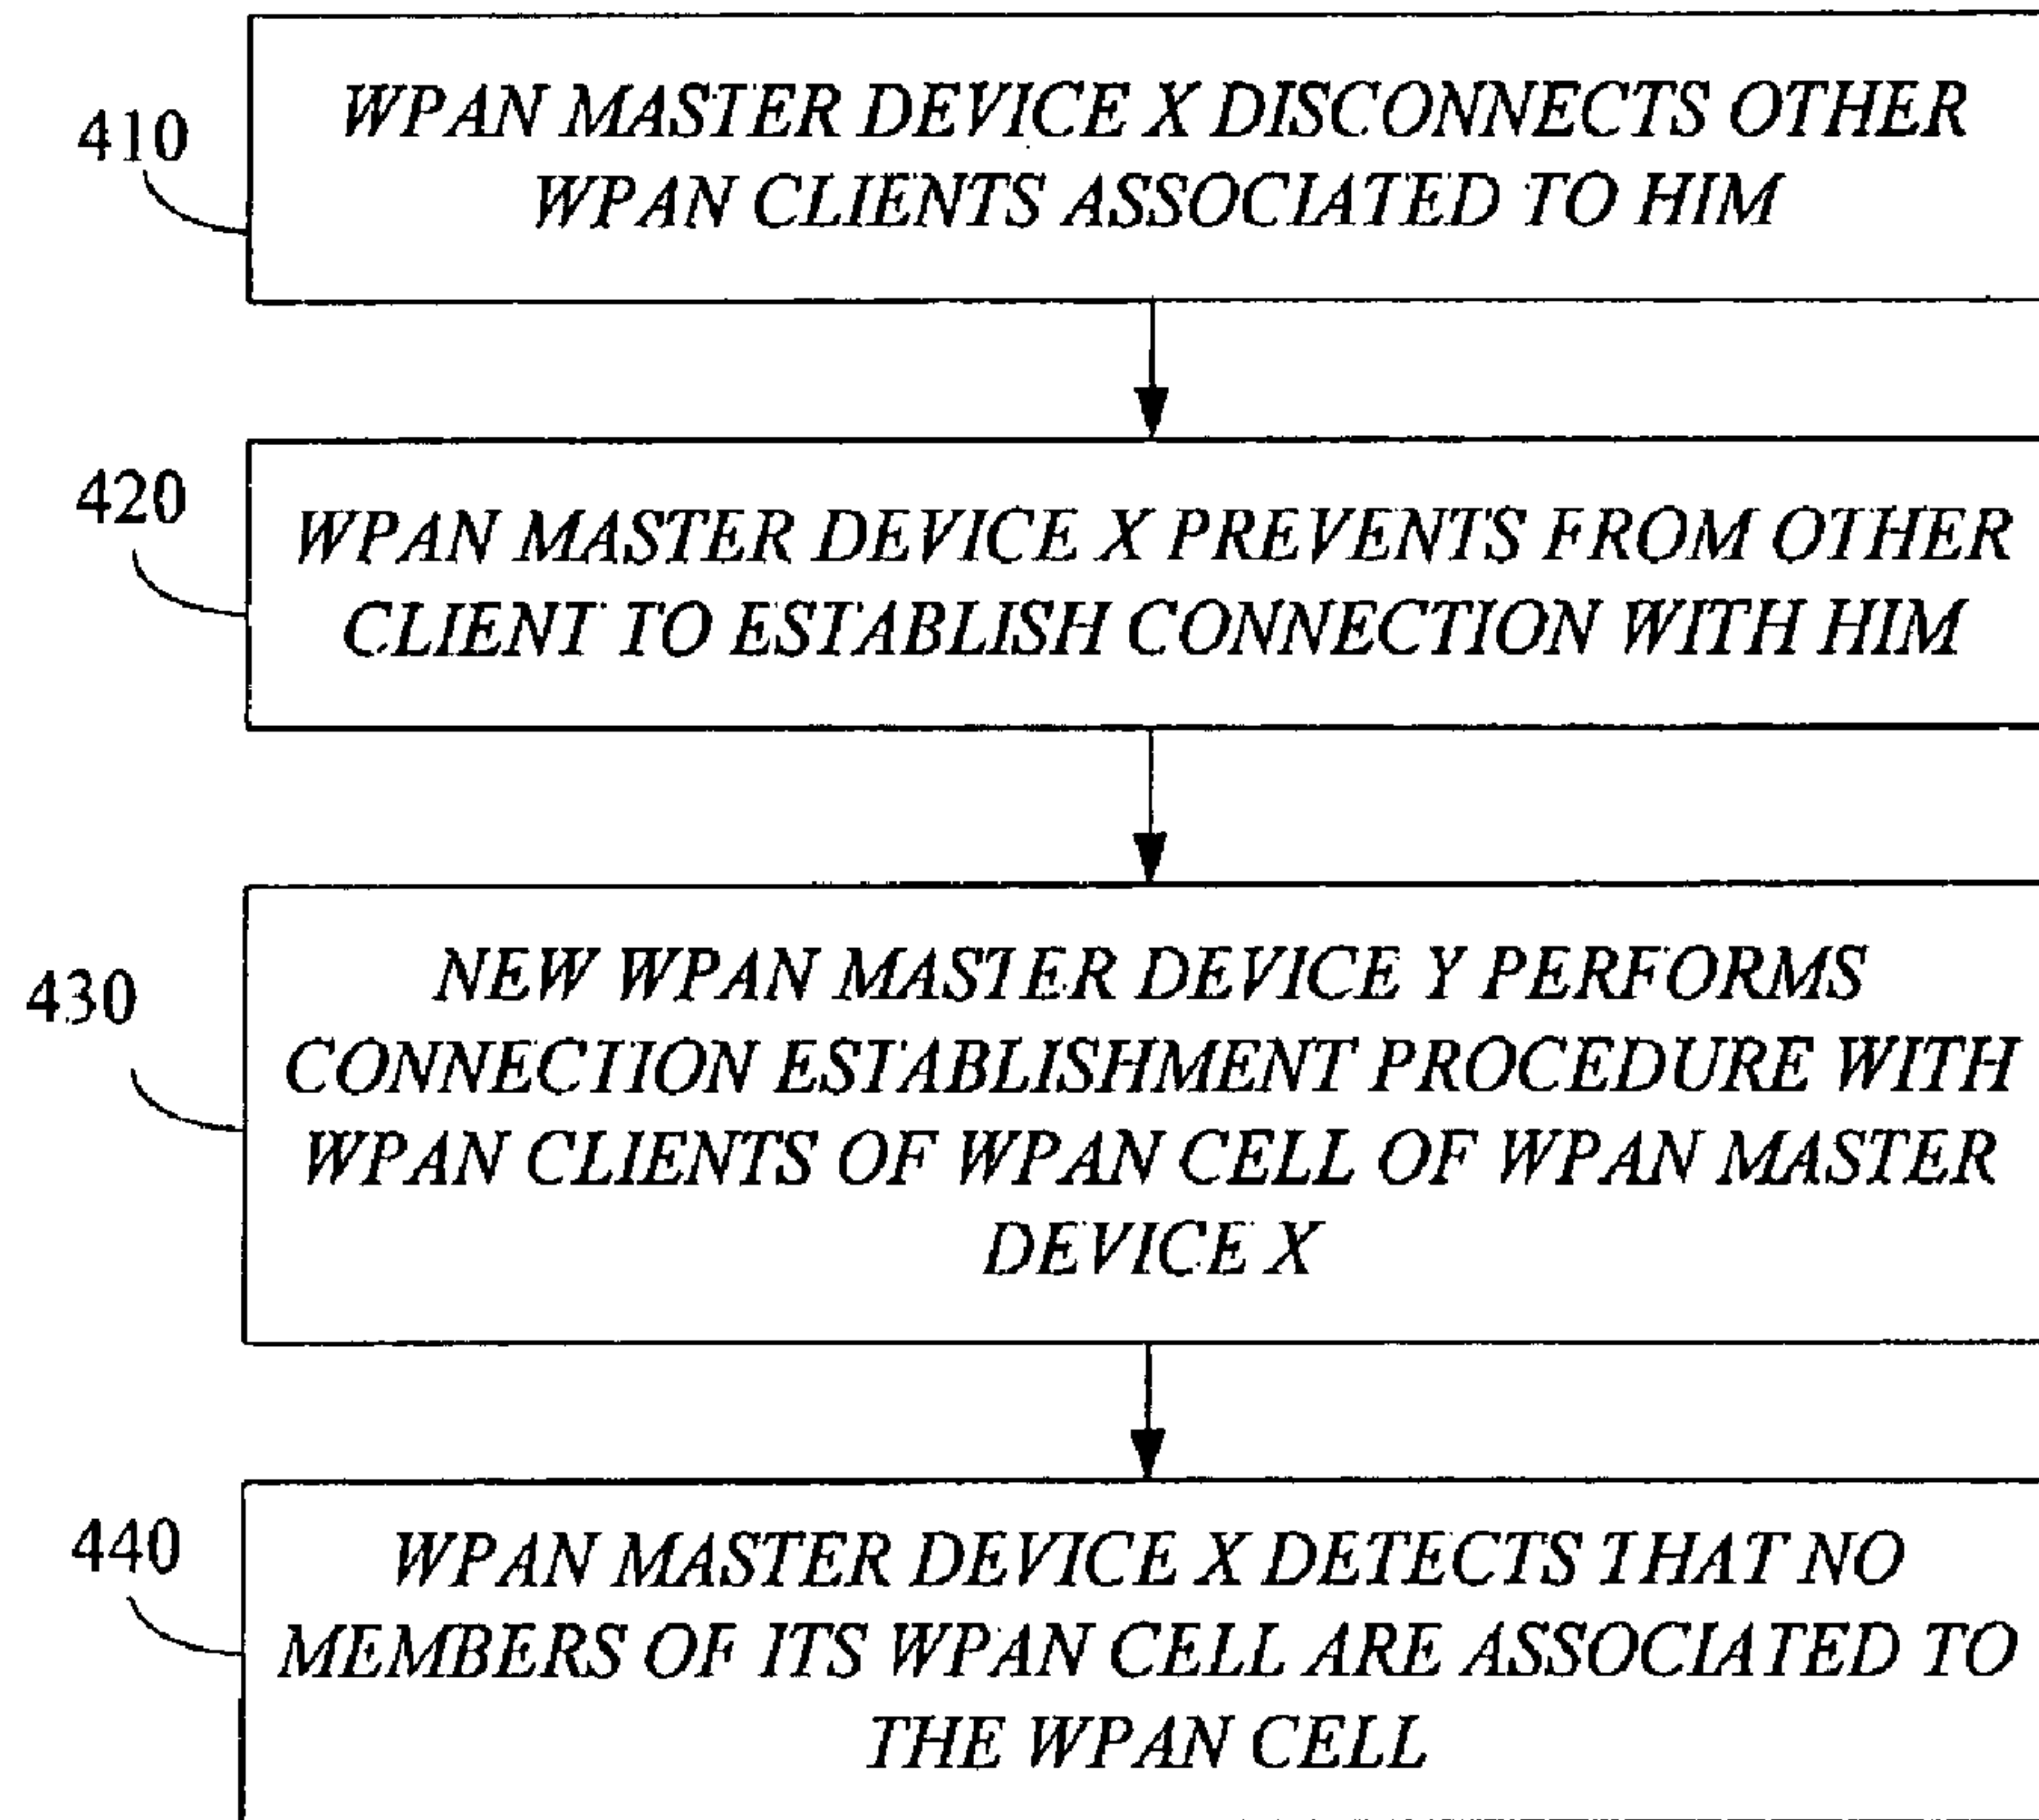 410
WPAN MASTER DEVICE X DISCONNECTS OTHER
WPAN CLIENTS ASSOCIATED TO HIM
420
WPAN MASTER DEVICE X PREVENTS FROM OTHER
CLIENT TO ESTABLISH CONNECTION WITH HIM
430
NEW WPAN MASTER DEVICE Y PERFORMS
CONNECTION ESTABLISHMENT PROCEDURE WITH
WPAN CLIENTS OF WPAN CELL OF WPAN MASTER
DEVICE X
440
WPAN MASTER DEVICE X DETECTS THAT NO
MEMBERS OF ITS WPAN CELL ARE ASSOCIATED TO
THE WPAN CELL